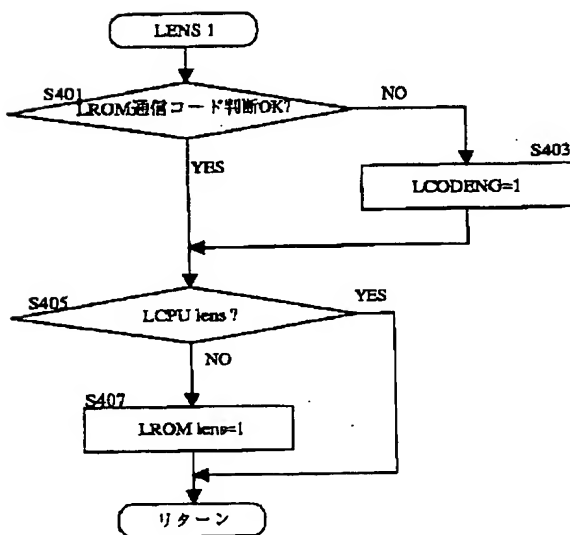 LENS 1
S401
LROM通信コード判断OK?
NO
YES
S403
LCODENG=1
S405
LCPU lens ?
YES
NO
S407
LROM lens=1
リターン